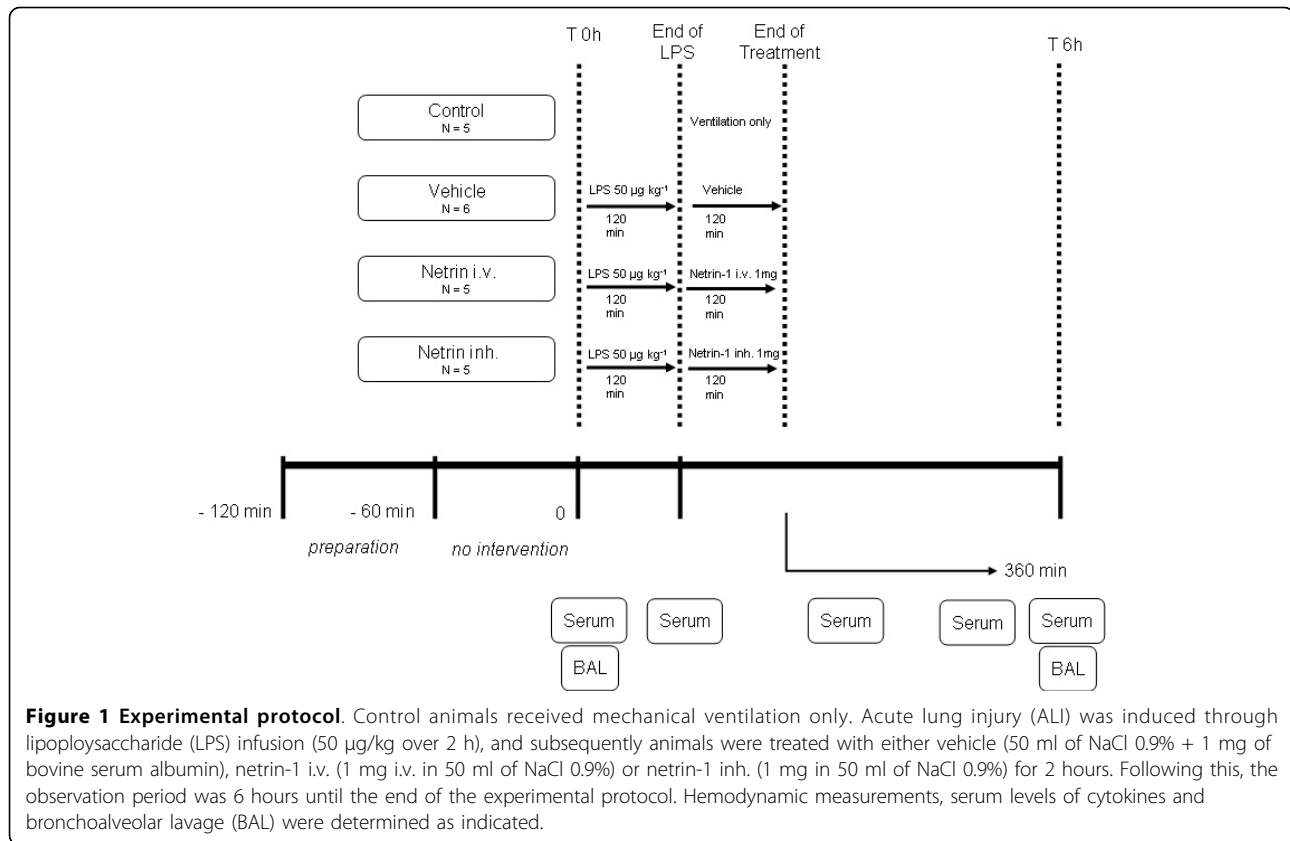 T 0h
End of
LPS
End of
Treatment
T 6h
Control
N = 5
Ventilation only
Vehicle
N = 6
LPS 50 µg kg-1
120
min
Vehicle
120
min
Netrin i.v.
N = 5
LPS 50 µg kg-1
120
min
Netrin-1 i.v. 1mg
120
min
Netrin inh.
N = 5
LPS 50 µg kg-1
120
min
Netrin-1 inh. 1mg
120
min
- 120 min
- 60 min
0
preparation
no intervention
360 min
Serum
Serum
Serum
Serum
Serum
BAL
BAL
Figure 1 Experimental protocol. Control animals received mechanical ventilation only. Acute lung injury (ALI) was induced through
lipoploysaccharide (LPS) infusion (50 μg/kg over 2 h), and subsequently animals were treated with either vehicle (50 ml of NaCl 0.9% + 1 mg of
bovine serum albumin), netrin-1 i.v. (1 mg i.v. in 50 ml of NaCl 0.9%) or netrin-1 inh. (1 mg in 50 ml of NaCl 0.9%) for 2 hours. Following this, the
observation period was 6 hours until the end of the experimental protocol. Hemodynamic measurements, serum levels of cytokines and
bronchoalveolar lavage (BAL) were determined as indicated.